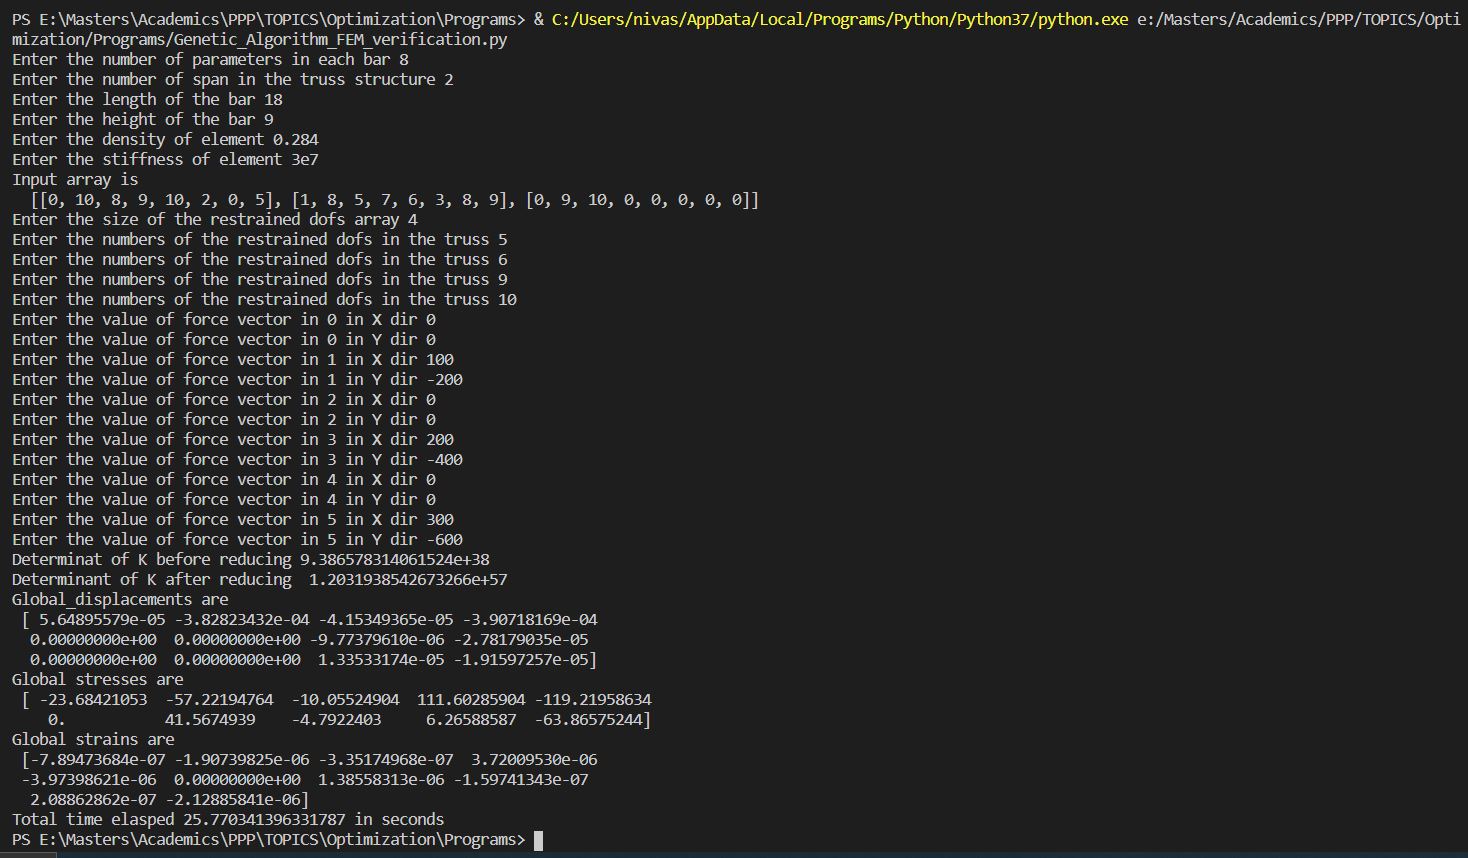 PS E:\Masters\Academics\PPP\TOPICS\Optimization\Programs> & C:/Users/nivas/AppData/Local/Programs/Python/Python37/python.exe e:/Masters/Academics/PPP/TOPICS/Opti
mization/Programs/Genetic_Algorithm_FEM_verification.py
Enter the number of parameters in each bar 8
Enter the number of span in the truss structure 2
Enter the length of the bar 18
Enter the height of the bar 9
Enter the density of element 0.284
Enter the stiffness of element 3e7
Input array is
[[0, 10, 8, 9, 10, 2, 0, 5], [1, 8, 5, 7, 6, 3, 8, 9], [0, 9, 10, 0, 0, 0, 0, 0]]
Enter the size of the restrained dofs array 4
Enter the numbers of the restrained dofs in the truss 5
Enter the numbers of the restrained dofs in the truss 6
Enter the numbers of the restrained dofs in the truss 9
Enter the numbers of the restrained dofs in the truss 10
Enter the value of force vector in 0 in X dir 0
Enter the value of force vector in 0 in Y dir 0
Enter the value of force vector in 1 in X dir 100
Enter the value of force vector in 1 in Y dir -200
Enter the value of force vector in 2 in X dir 0
Enter the value of force vector in 2 in Y dir 0
Enter the value of force vector in 3 in X dir 200
Enter the value of force vector in 3 in Y dir -400
Enter the value of force vector in 4 in X dir 0
Enter the value of force vector in 4 in Y dir 0
Enter the value of force vector in 5 in X dir 300
Enter the value of force vector in 5 in Y dir -600
Determinat of K before reducing 9.386578314061524e+38
Determinant of K after reducing  1.2031938542673266e+57
Global_displacements are
[ 5.64895579e-05 -3.82823432e-04 -4.15349365e-05 -3.90718169e-04
0.00000000e+00  0.00000000e+00 -9.77379610e-06 -2.78179035e-05
0.00000000e+00  0.00000000e+00  1.33533174e-05 -1.91597257e-05]
Global stresses are
[ -23.68421053  -57.22194764  -10.05524904  111.60285904 -119.21958634
0.           41.5674939    -4.7922403     6.26588587  -63.86575244]
Global strains are
[-7.89473684e-07 -1.90739825e-06 -3.35174968e-07  3.72009530e-06
-3.97398621e-06  0.00000000e+00  1.38558313e-06 -1.59741343e-07
2.08862862e-07 -2.12885841e-06]
Total time elasped 25.770341396331787 in seconds
PS E:\Masters\Academics\PPP\TOPICS\Optimization\Programs>